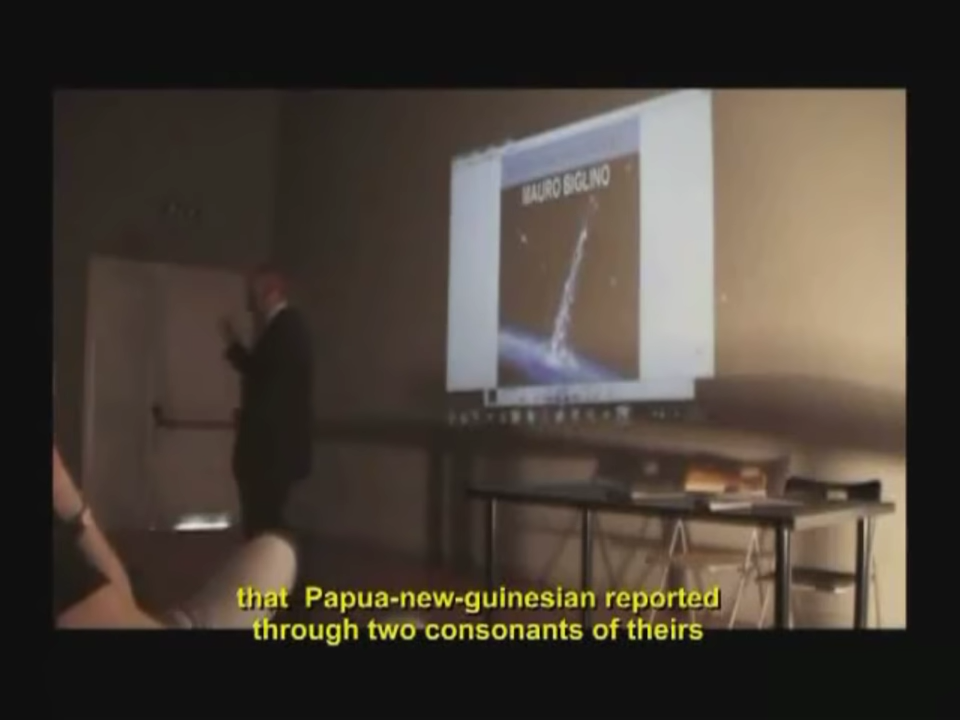 MAURO BIGLINO
that Papua-new-guinesian reported
through two consonants of theirs